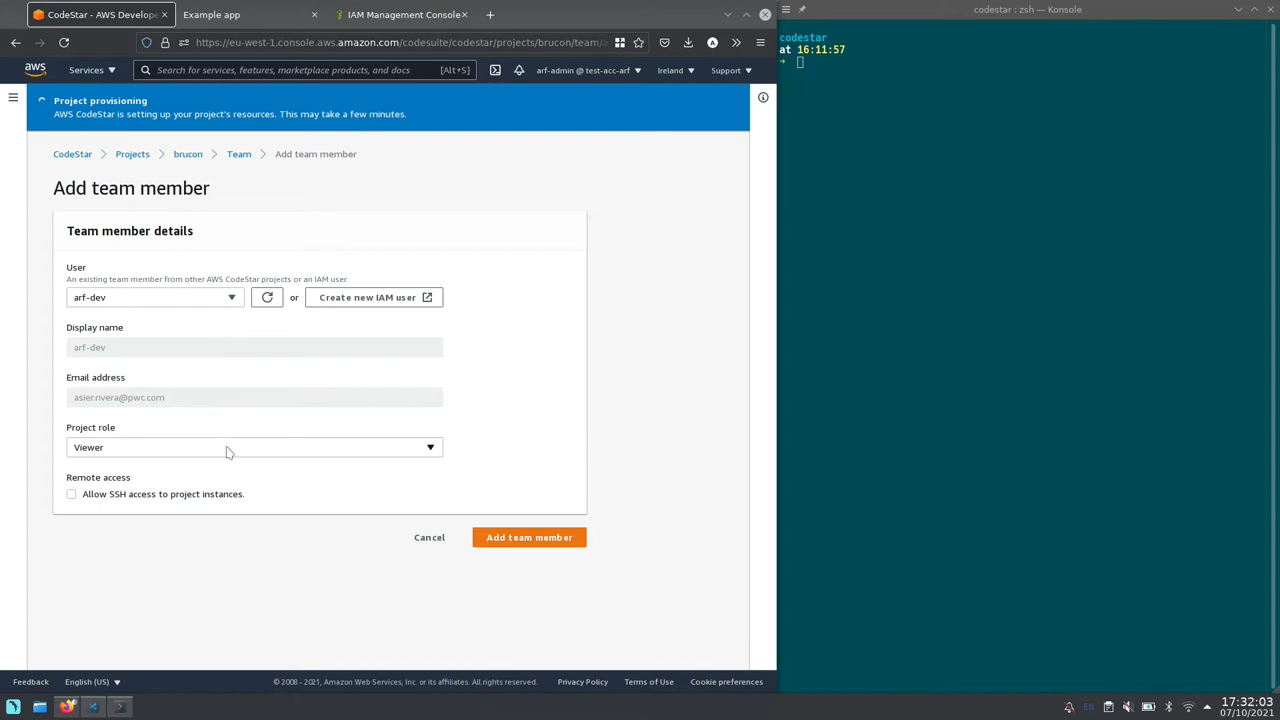 CodeStar - AWS Develope
Example app
IAM Management Console
codestar : zsh — Konsole
https://eu-west-1.console.aws.amazon.com/codesuite/codestar/projects/brucon/team/a
aws
Services
Search for services, features, marketplace products, and docs
[Alt+S]
arf-admin @ test-acc-arf
Ireland
Support
codestar
at 16:11:57
Project provisioning
AWS CodeStar is setting up your project's resources. This may take a few minutes.
CodeStar
Projects
brucon
Team
Add team member
Add team member
Team member details
User
An existing team member from other AWS CodeStar projects or an IAM user.
arf-dev
or
Create new IAM user
Display name
arf-dev
Email address
asier.rivera@pwc.com
Project role
Viewer
Remote access
Allow SSH access to project instances.
Cancel
Add team member
Feedback
English (US)
© 2008 - 2021, Amazon Web Services, Inc. or its affiliates. All rights reserved.
Privacy Policy
Terms of Use
Cookie preferences
ES
17:32:03
07/10/2021